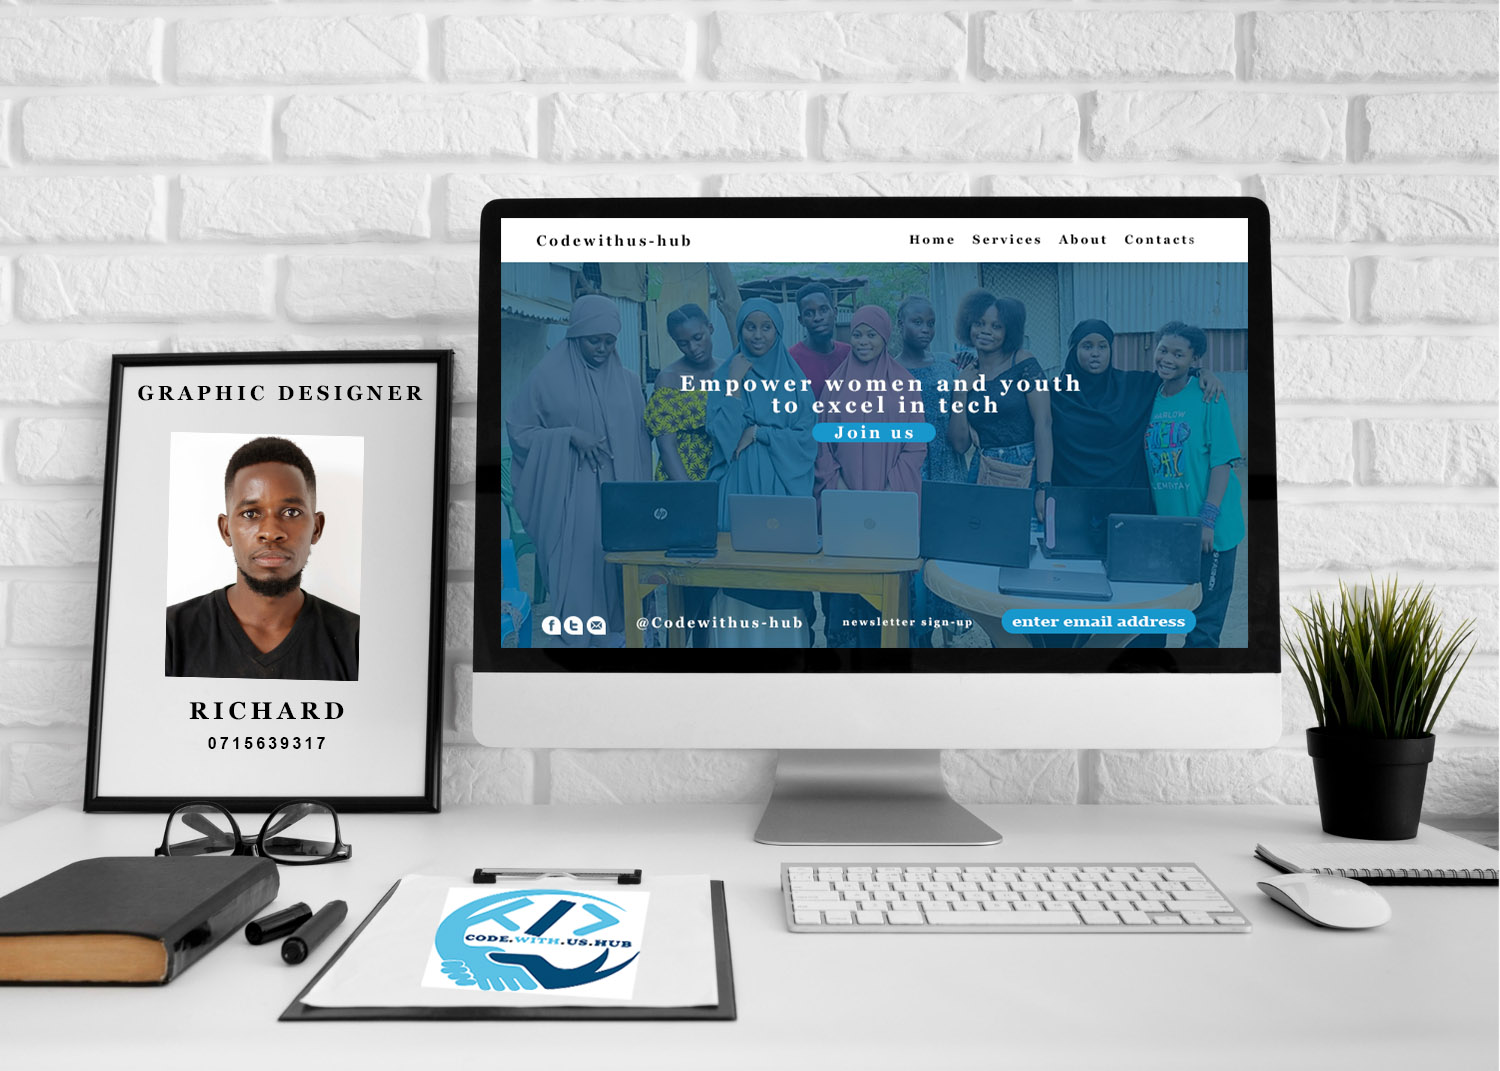 GRAPHIC DESIGNER
RICHARD
0715639317
Codewithus-hub
Home Services About Contacts
Empower women and youth
to excel in tech
Join us
@Codewithus-hub newsletter sign-up enter email address
CODE.WITH.US.HUB